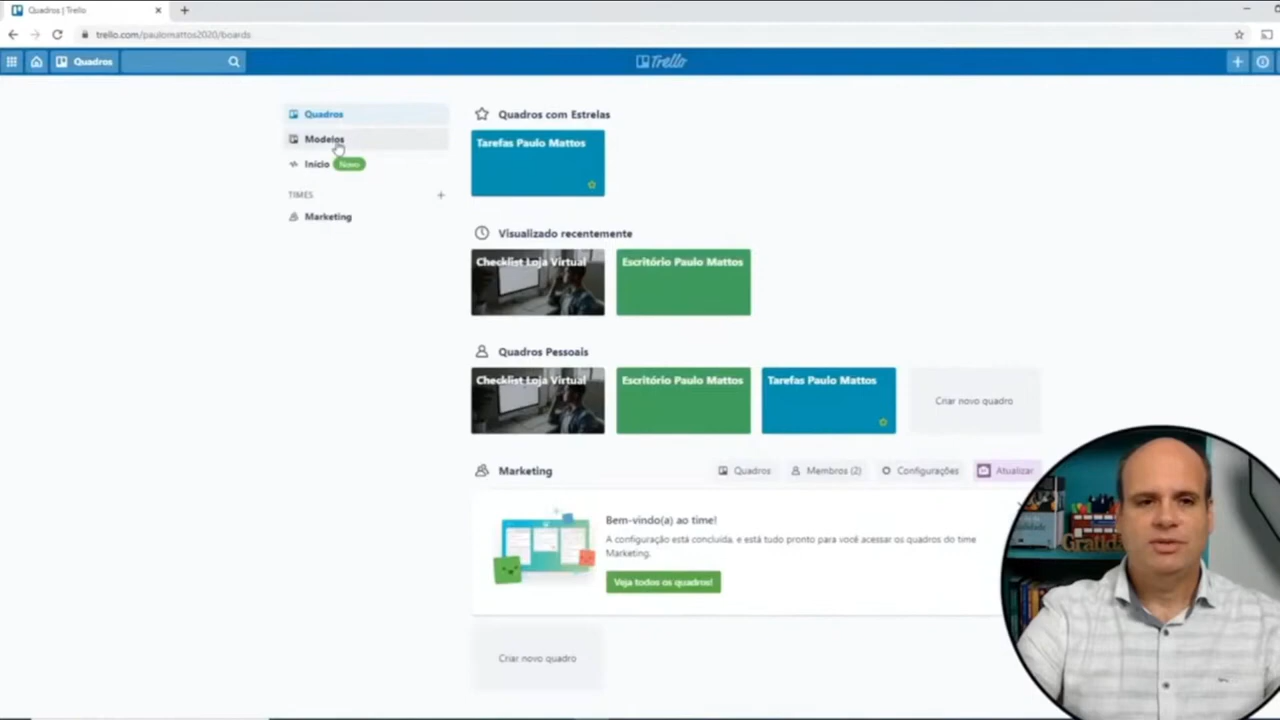 Quadros | Trello
trello.com/paulomattos2020/boards
Quadros
Trello
Quadros
Modelos
Início Novo
TIMES
Marketing
Quadros com Estrelas
Tarefas Paulo Mattos
Visualizado recentemente
Checklist Loja Virtual
Escritório Paulo Mattos
Quadros Pessoais
Checklist Loja Virtual
Escritório Paulo Mattos
Tarefas Paulo Mattos
Criar novo quadro
Marketing
Quadros
Membros (2)
Configurações
Atualizar
Bem-vindo(a) ao time!
A configuração está concluída, e está tudo pronto para você acessar os quadros do time
Marketing.
Veja todos os quadros!
Criar novo quadro